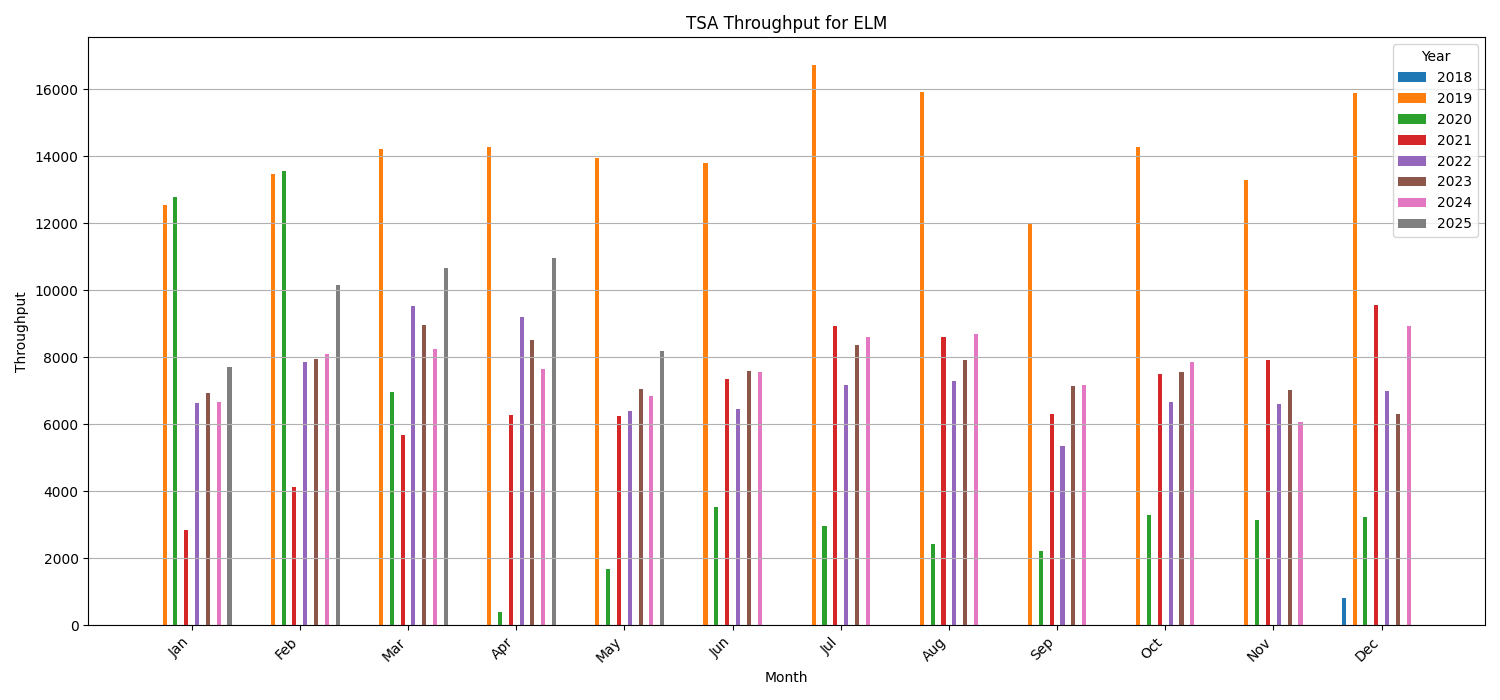 TSA Throughput for ELM
Throughput
16000
14000
12000
10000
8000
6000
4000
2000
0
Jan
Feb
Mar
Apr
May
Jun
Jul
Aug
Sep
Oct
Nov
Dec
Month
Year
2018
2019
2020
2021
2022
2023
2024
2025